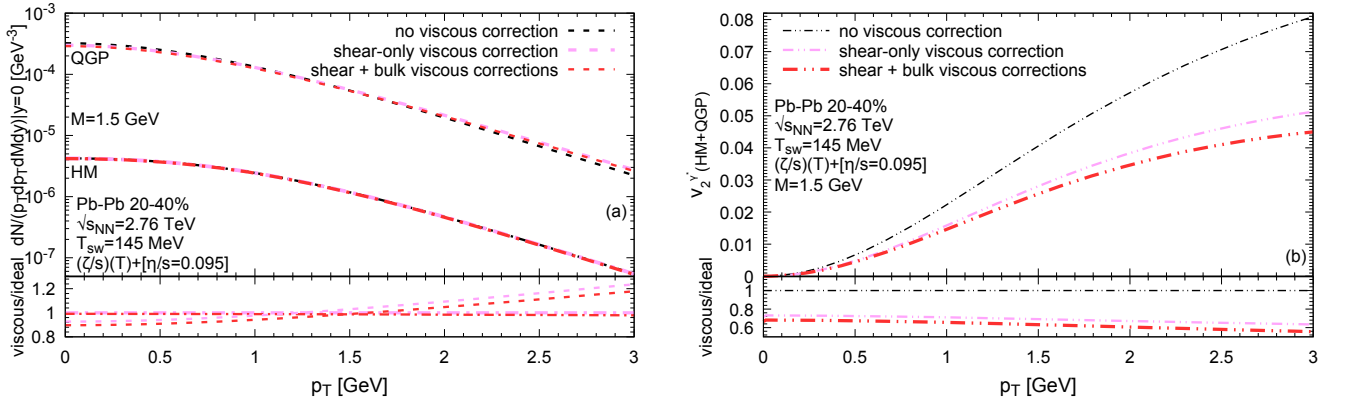 dN/(pTdpTdMdy)|y=0 [GeV-3]
10-3
10-4
10-5
10-6
10-7
no viscous correction
shear-only viscous correction
shear + bulk viscous corrections
QGP
M=1.5 GeV
HM
Pb-Pb 20-40%
√sNN=2.76 TeV
Tsw=145 MeV
(ζ/s)(T)+[η/s=0.095]
(a)
viscous/ideal
1.2
1
0.8
0 0.5 1 1.5 2 2.5 3
pT [GeV]
v2γ*(HM+QGP)
0.08
0.07
0.06
0.05
0.04
0.03
0.02
0.01
0
no viscous correction
shear-only viscous correction
shear + bulk viscous corrections
Pb-Pb 20-40%
√sNN=2.76 TeV
Tsw=145 MeV
(ζ/s)(T)+[η/s=0.095]
M=1.5 GeV
(b)
viscous/ideal
1
0.8
0.6
0 0.5 1 1.5 2 2.5 3
pT [GeV]